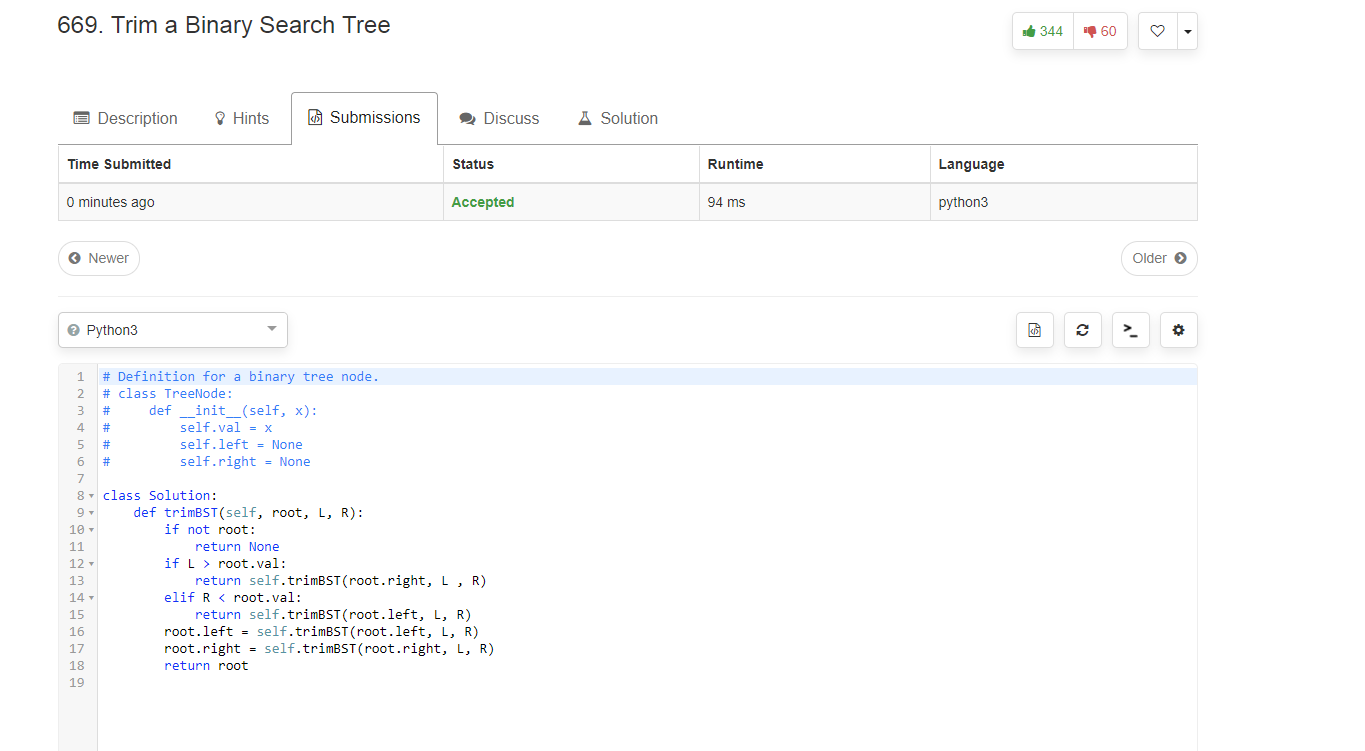 669. Trim a Binary Search Tree
344 60
Description Hints Submissions Discuss Solution
Time Submitted Status Runtime Language
0 minutes ago Accepted 94 ms python3
Newer Older
Python3
1 # Definition for a binary tree node.
2 # class TreeNode:
3 #     def __init__(self, x):
4 #         self.val = x
5 #         self.left = None
6 #         self.right = None
7
8 class Solution:
9     def trimBST(self, root, L, R):
10         if not root:
11             return None
12         if L > root.val:
13             return self.trimBST(root.right, L , R)
14         elif R < root.val:
15             return self.trimBST(root.left, L, R)
16         root.left = self.trimBST(root.left, L, R)
17         root.right = self.trimBST(root.right, L, R)
18         return root
19